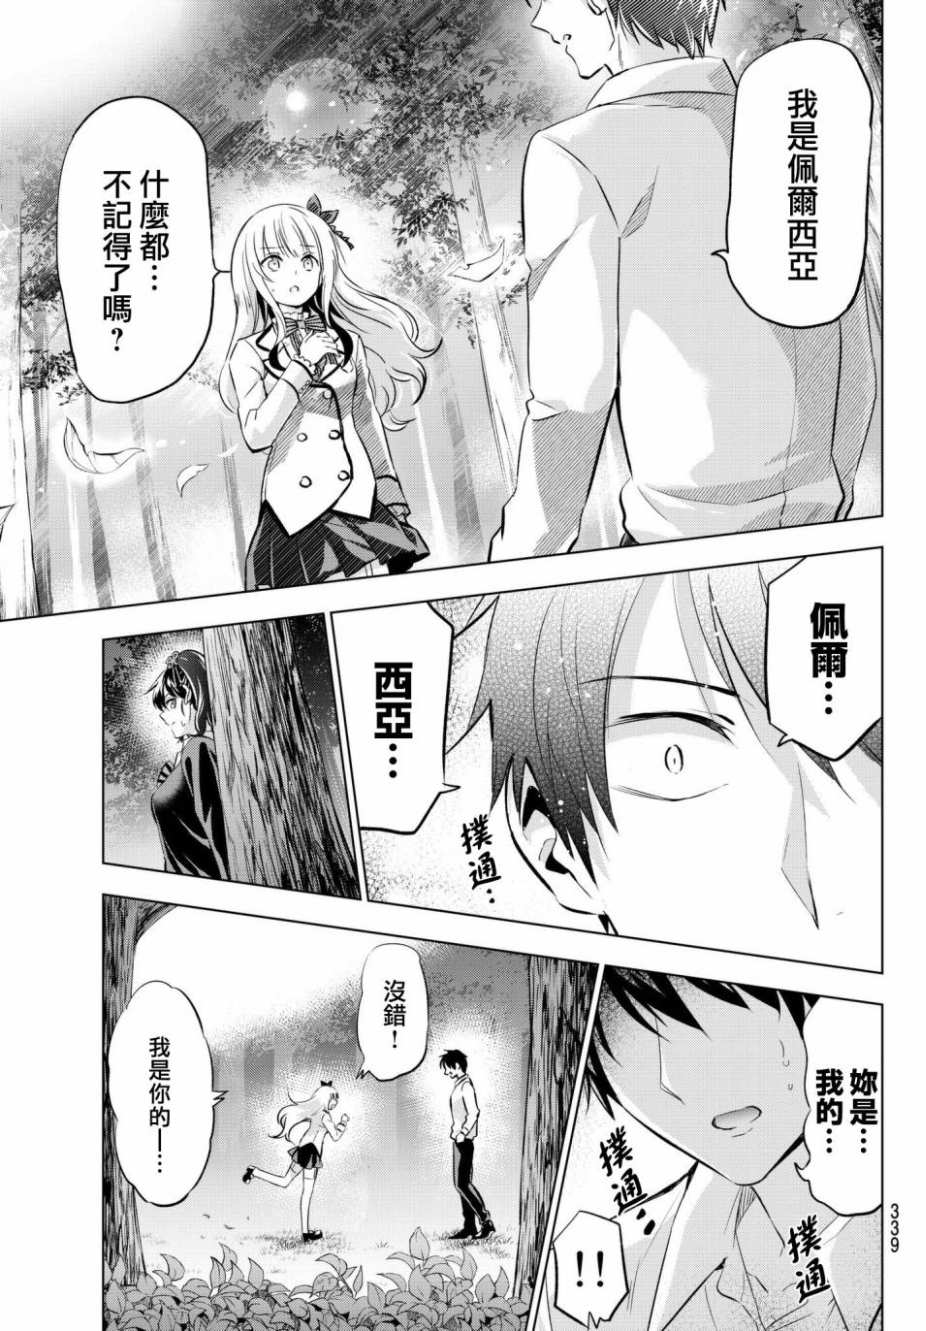 我是佩爾西亞
什麼都…
不記得了嗎?
佩爾…
西亞…
撲通…
妳是…
我的…
撲通…
!!
撲通
沒錯!
我是你的—…
339